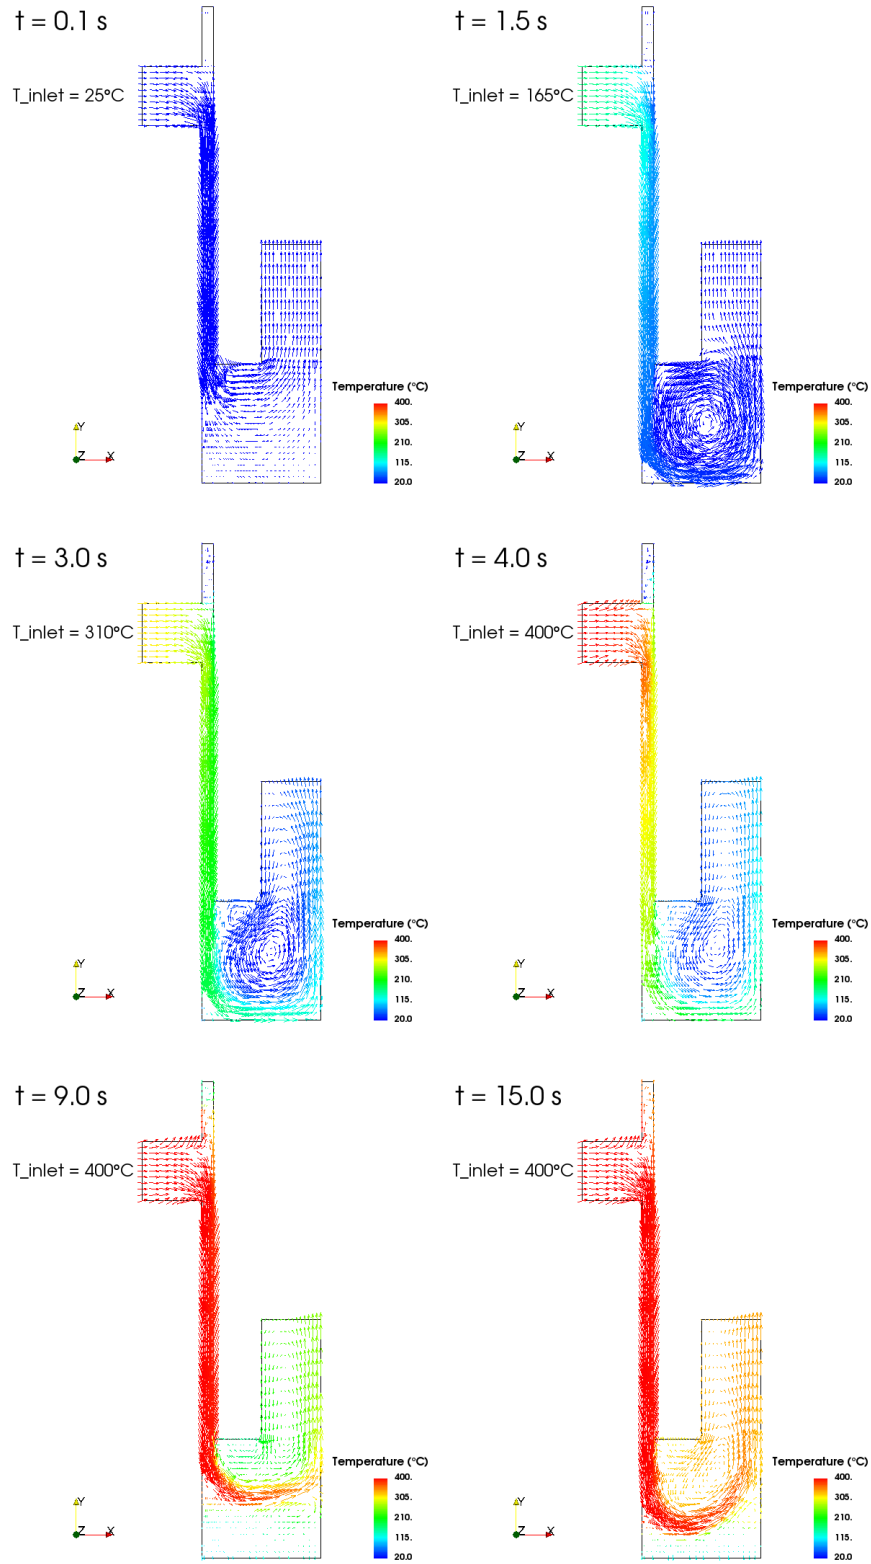 t = 0.1 s
T_inlet = 25°C
Temperature (°C)
400.
305.
210.
115.
20.0
Y
Z X
t = 1.5 s
T_inlet = 165°C
Temperature (°C)
400.
305.
210.
115.
20.0
Y
Z X
t = 3.0 s
T_inlet = 310°C
Temperature (°C)
400.
305.
210.
115.
20.0
Y
Z X
t = 4.0 s
T_inlet = 400°C
Temperature (°C)
400.
305.
210.
115.
20.0
Y
Z X
t = 9.0 s
T_inlet = 400°C
Temperature (°C)
400.
305.
210.
115.
20.0
Y
Z X
t = 15.0 s
T_inlet = 400°C
Temperature (°C)
400.
305.
210.
115.
20.0
Y
Z X